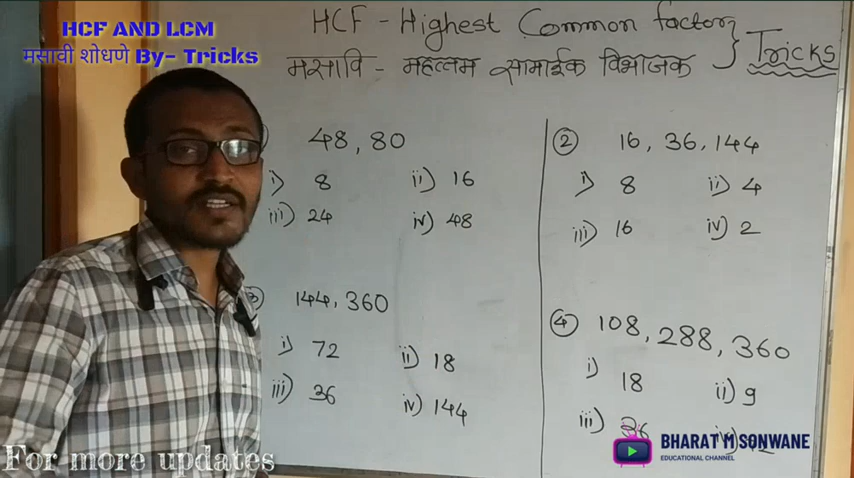 HCF AND LCM
मसावी शोधणे By- Tricks
HCF - Highest Common factor
मसावि - महत्तम सामाईक विभाजक } Tricks
48, 80
i) 8 ii) 16
iii) 24 iv) 48
② 16, 36, 144
i) 8 ii) 4
iii) 16 iv) 2
③ 144, 360
i) 72 ii) 18
iii) 36 iv) 144
④ 108, 288, 360
i) 18 ii) 9
iii) 36
BHARAT M SONWANE
EDUCATIONAL CHANNEL
For more updates